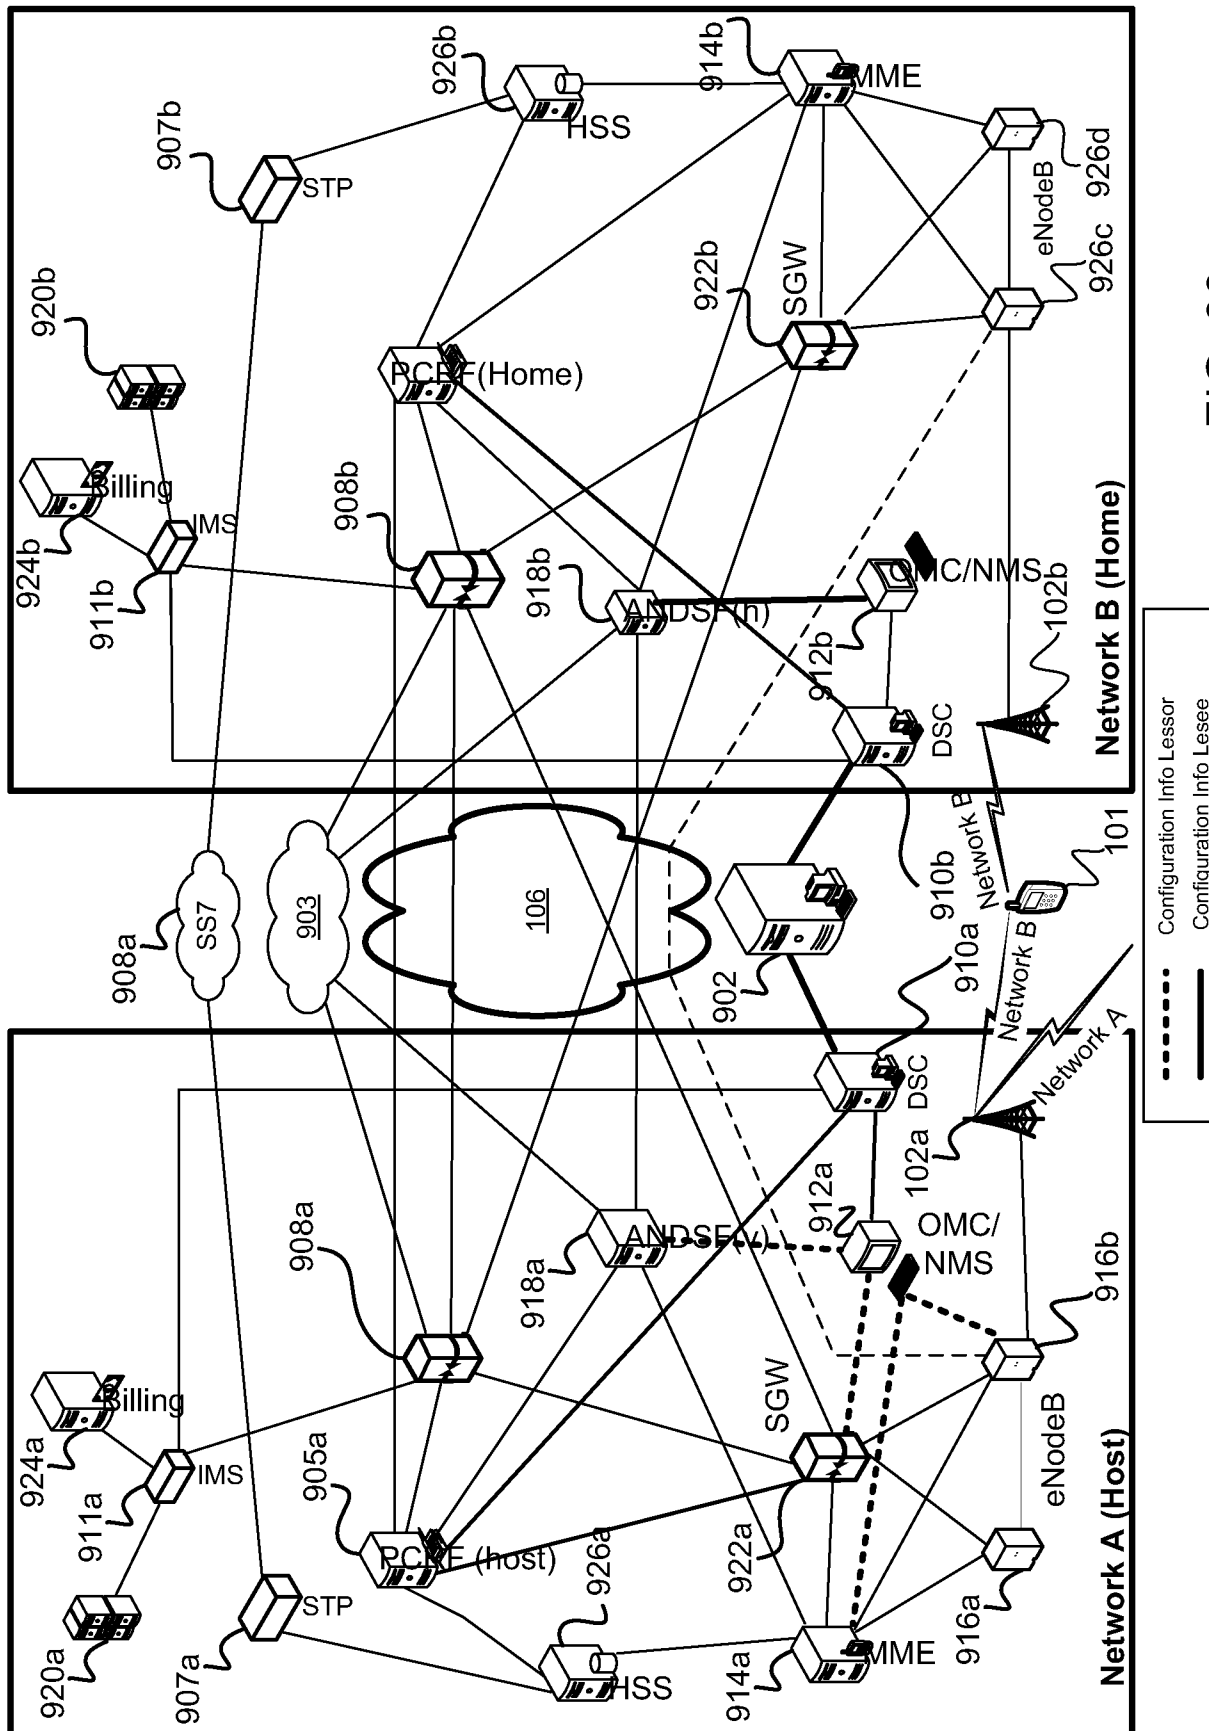 920a
924a
Billing
911a
IMS
907a
STP
905a
PCRF (host)
926a
HSS
908a
918a
ANDSF(v)
914a
MME
922a
SGW
912a
OMC/
NMS
910a
DSC
102a
916a
eNodeB
916b
Network A (Host)
908a
SS7
903
106
902
Network A
Network B
Network B
101
924b
Billing
920b
911b
IMS
907b
STP
908b
PCRF(Home)
926b
HSS
918b
ANDSF(h)
912b
OMC/NMS
910b
DSC
922b
SGW
914b
MME
102b
926c
eNodeB
926d
Network B (Home)
Configuration Info Lessor
Configuration Info Lesee